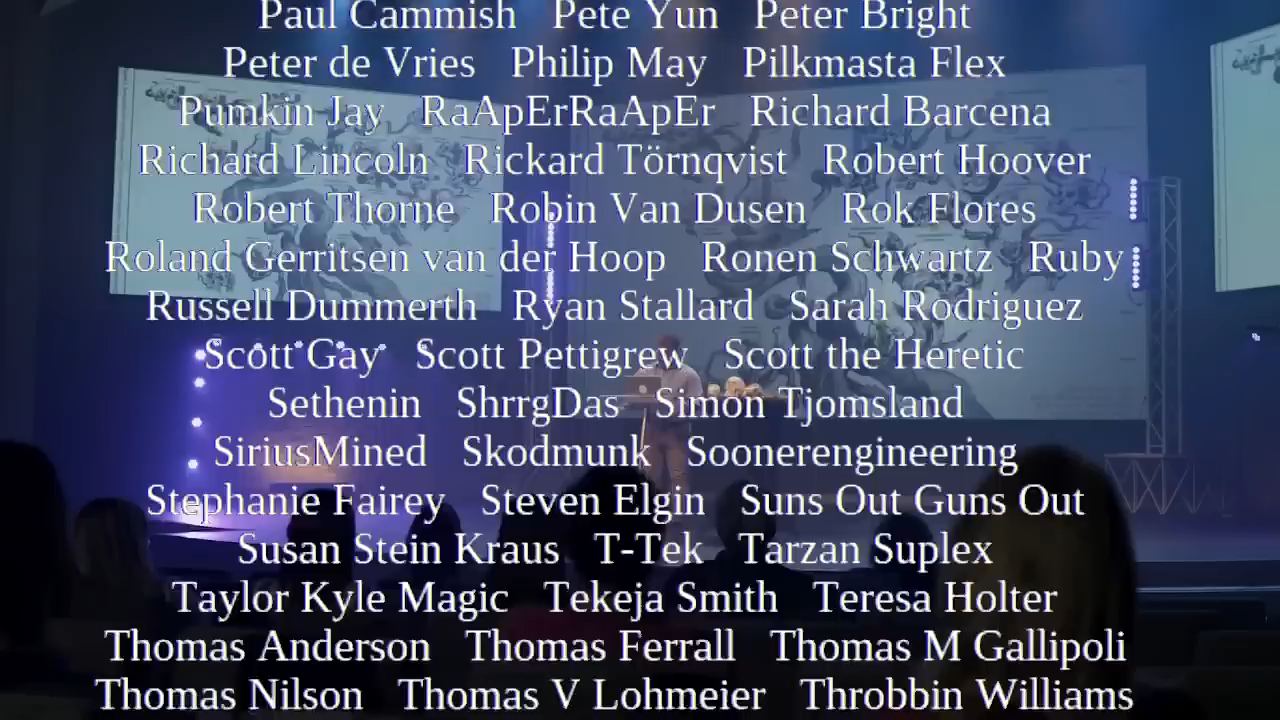 Paul Cammish Pete Yun Peter Bright
Peter de Vries Philip May Pilkmasta Flex
Pumkin Jay RaApErRaApEr Richard Barcena
Richard Lincoln Rickard Törnqvist Robert Hoover
Robert Thorne Robin Van Dusen Rok Flores
Roland Gerritsen van der Hoop Ronen Schwartz Ruby
Russell Dummerth Ryan Stallard Sarah Rodriguez
Scott Gay Scott Pettigrew Scott the Heretic
Sethenin ShrrgDas Simon Tjomsland
SiriusMined Skodmunk Soonerengineering
Stephanie Fairey Steven Elgin Suns Out Guns Out
Susan Stein Kraus T-Tek Tarzan Suplex
Taylor Kyle Magic Tekeja Smith Teresa Holter
Thomas Anderson Thomas Ferrall Thomas M Gallipoli
Thomas Nilson Thomas V Lohmeier Throbbin Williams